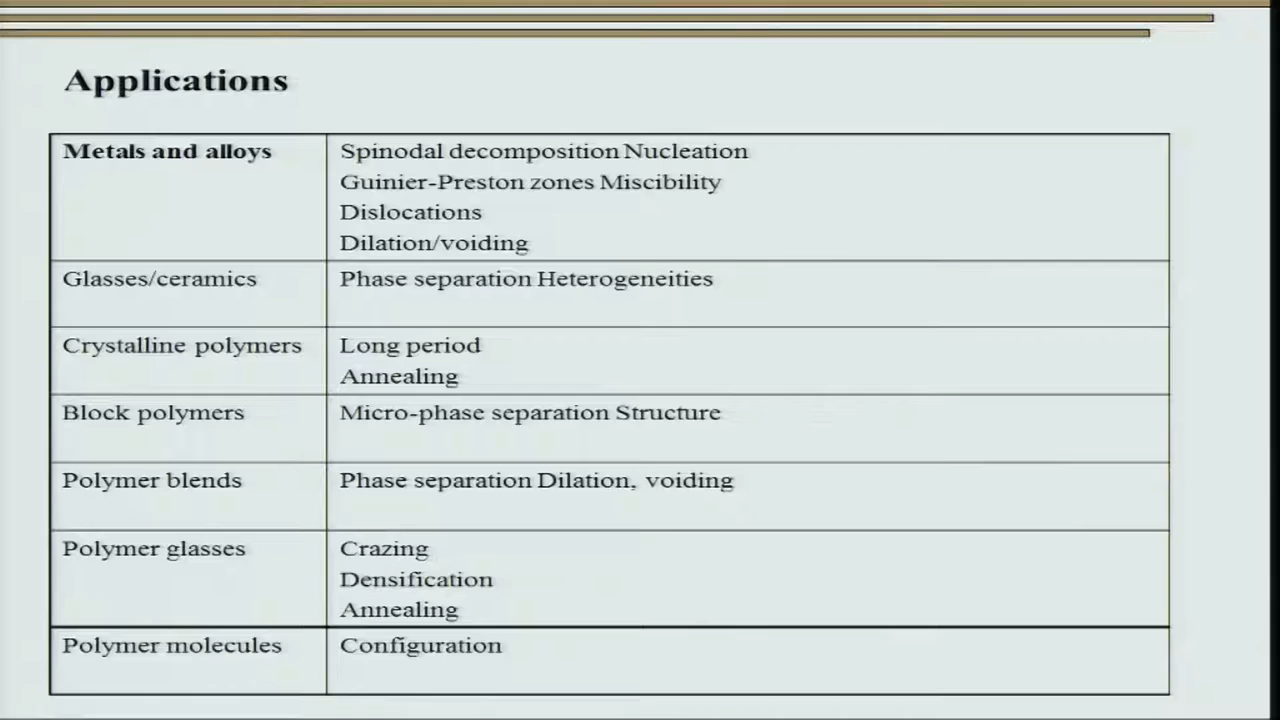 Applications
Metals and alloys
Spinodal decomposition Nucleation
Guinier-Preston zones Miscibility
Dislocations
Dilation/voiding
Glasses/ceramics
Phase separation Heterogeneities
Crystalline polymers
Long period
Annealing
Block polymers
Micro-phase separation Structure
Polymer blends
Phase separation Dilation, voiding
Polymer glasses
Crazing
Densification
Annealing
Polymer molecules
Configuration